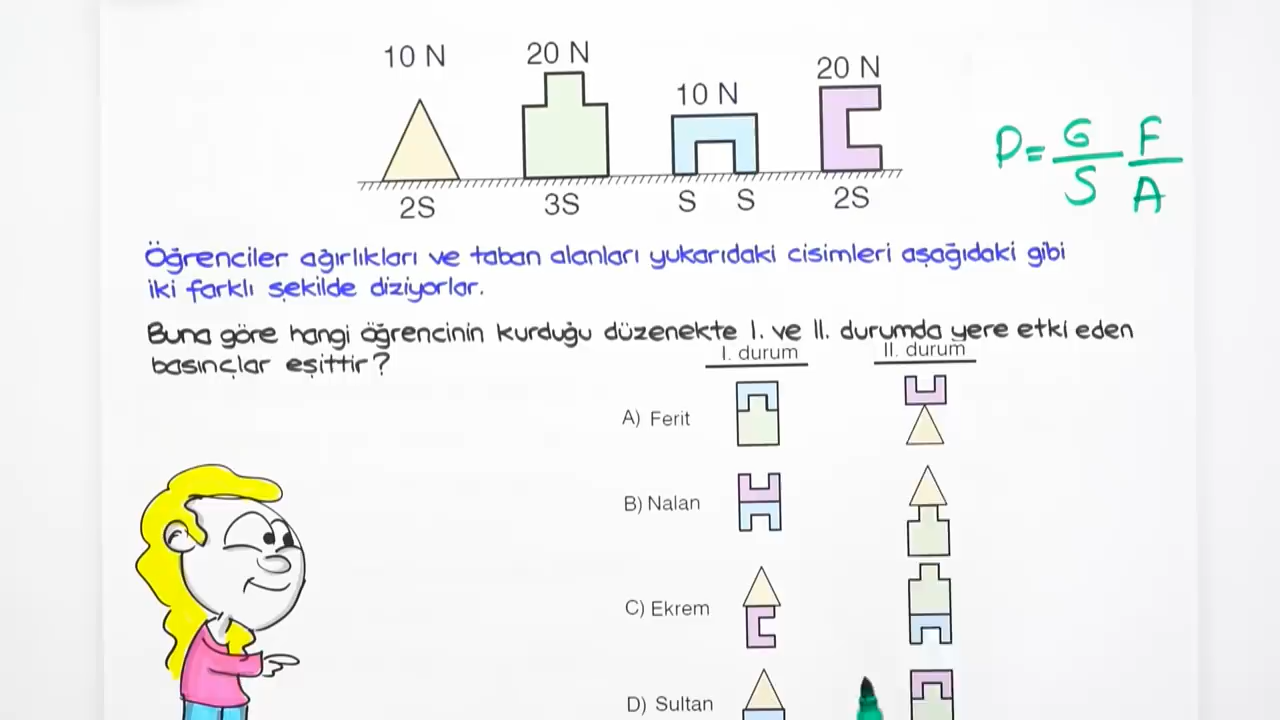 10 N 20 N 10 N 20 N
2S 3S S S 2S
P = G/S F/A
Öğrenciler ağırlıkları ve taban alanları yukarıdaki cisimleri aşağıdaki gibi
iki farklı şekilde diziyorlar.
Buna göre hangi öğrencinin kurduğu düzenekte I. ve II. durumda yere etki eden
basınçlar eşittir?
I. durum II. durum
A) Ferit
B) Nalan
C) Ekrem
D) Sultan